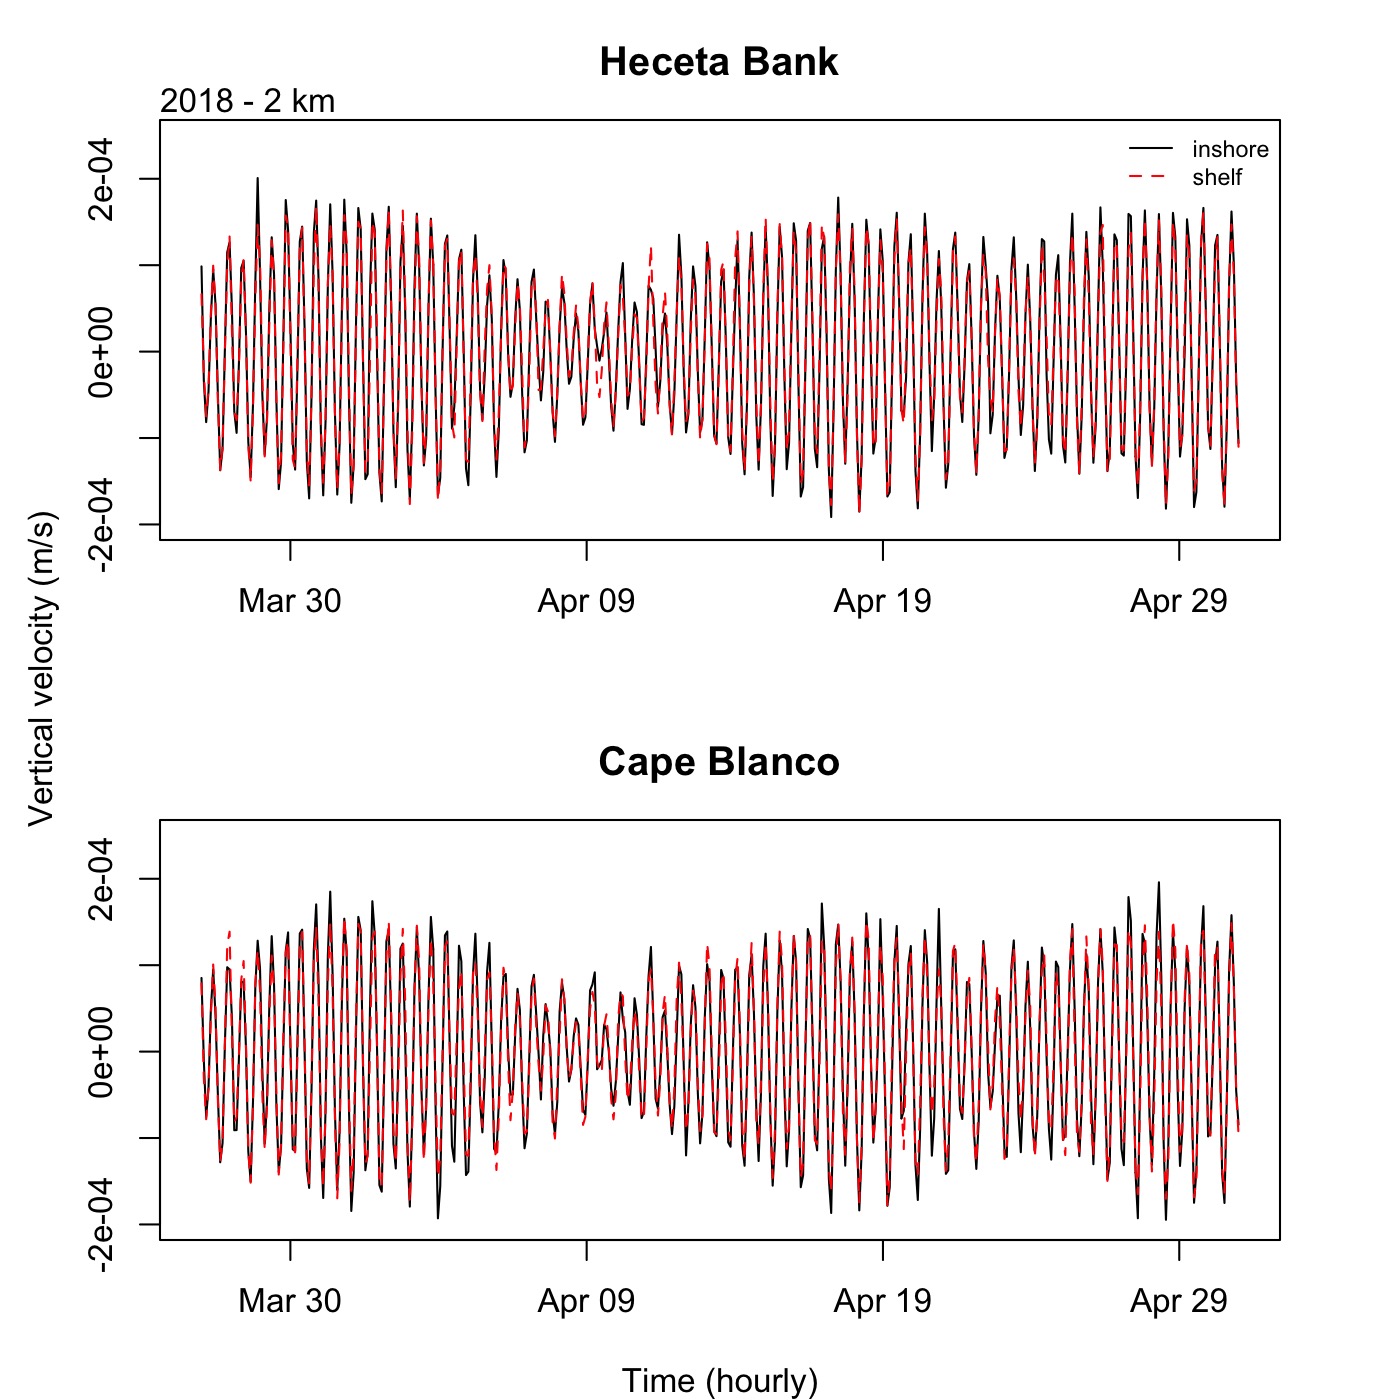 Heceta Bank
2018 - 2 km
inshore
shelf
2e-04
0e+00
-2e-04
Mar 30 Apr 09 Apr 19 Apr 29
Vertical velocity (m/s)
Cape Blanco
2e-04
0e+00
-2e-04
Mar 30 Apr 09 Apr 19 Apr 29
Time (hourly)